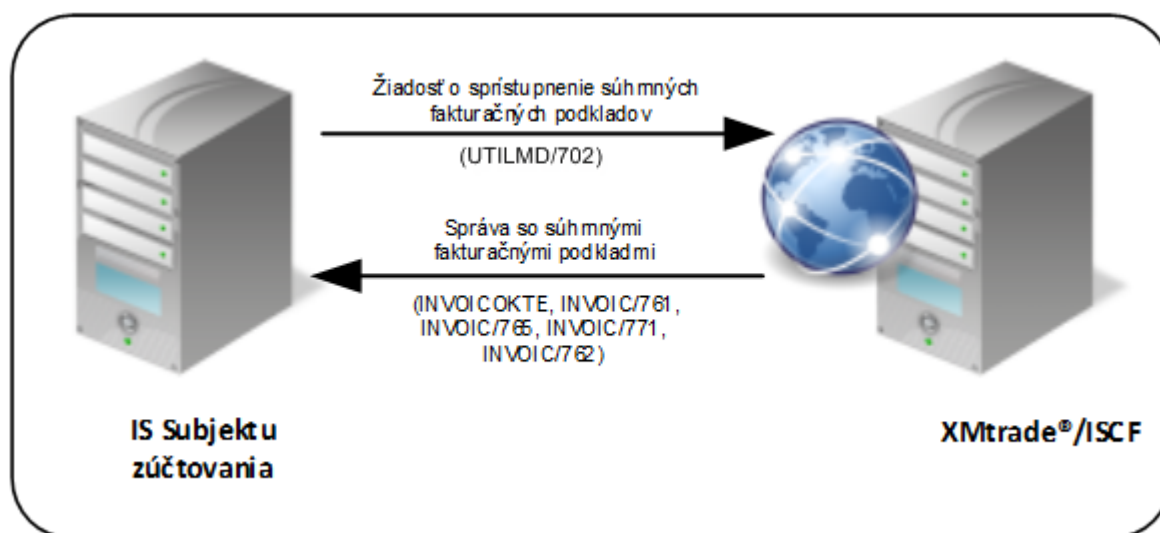 Žiadosť o sprístupnenie súhrnných
fakturačných podkladov
(UTILMD/702)
Správa so súhrnými
fakturačnými podkladmi
(INVOICOKTE, INVOIC/761,
INVOIC/765, INVOIC/771,
INVOIC/762)
IS Subjektu
zúčtovania
XMtrade®/ISCF